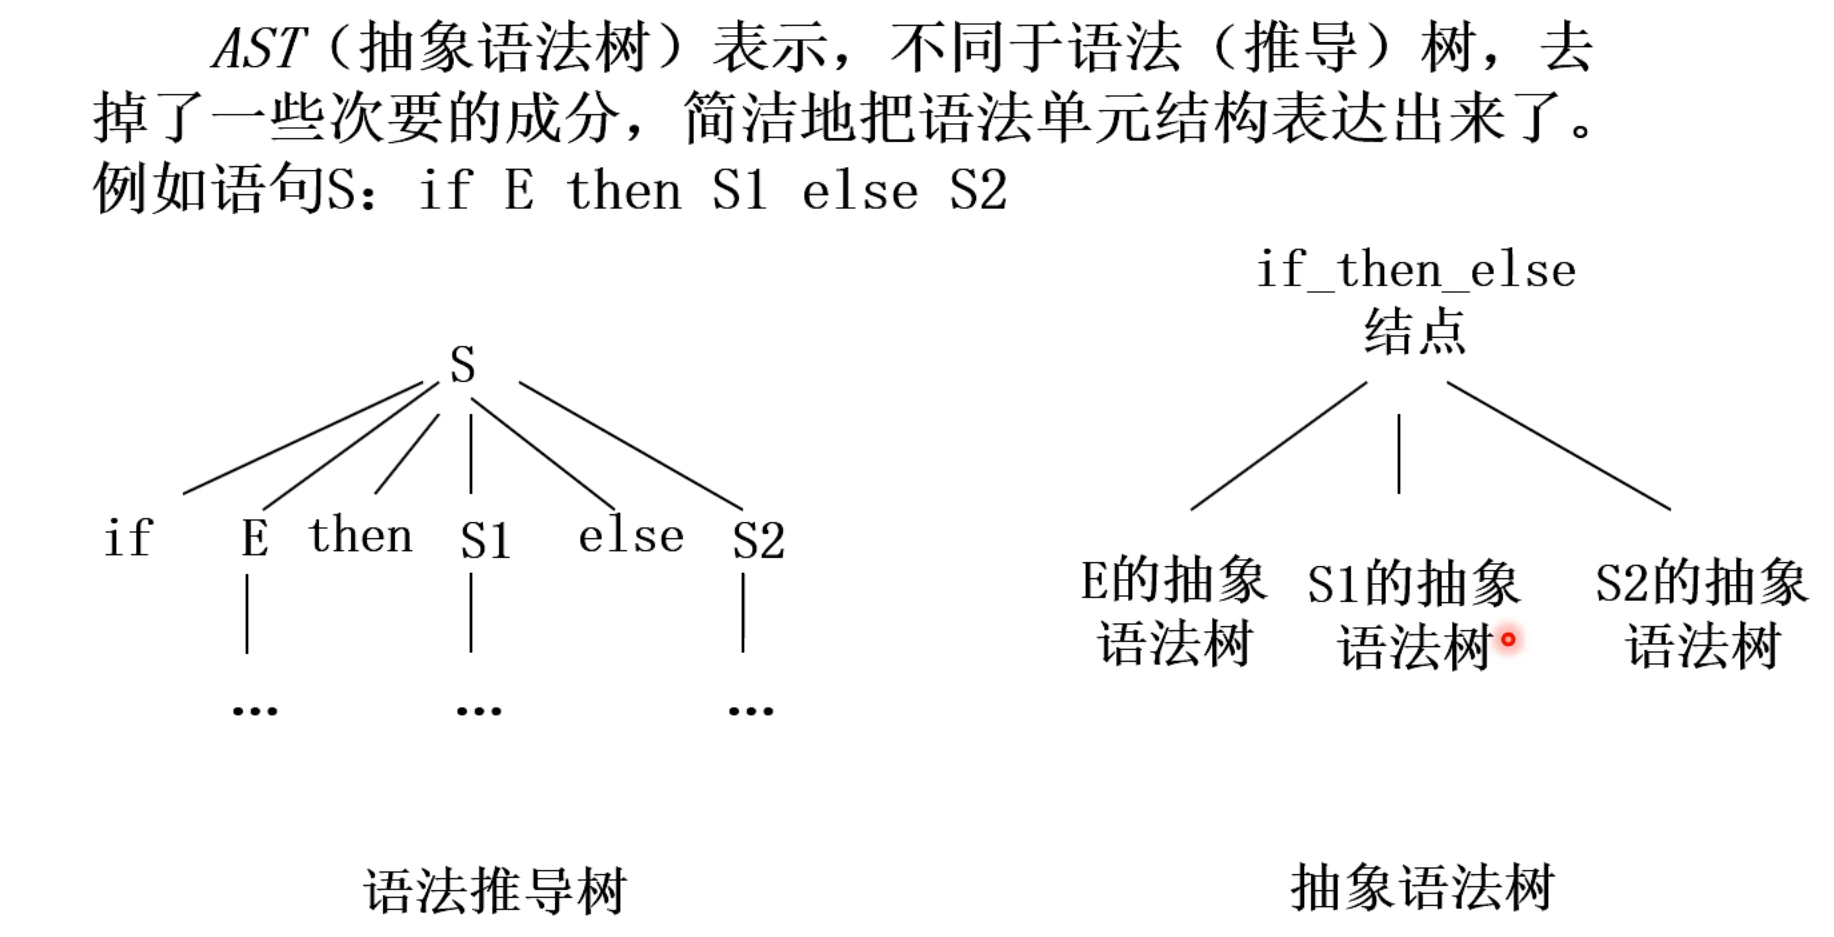 AST（抽象语法树）表示，不同于语法（推导）树，去
掉了一些次要的成分，简洁地把语法单元结构表达出来了。
例如语句S：if E then S1 else S2
if_then_else
结点
S
if E then S1 else S2
E的抽象
语法树
S1的抽象
语法树
S2的抽象
语法树
… … …
语法推导树
抽象语法树